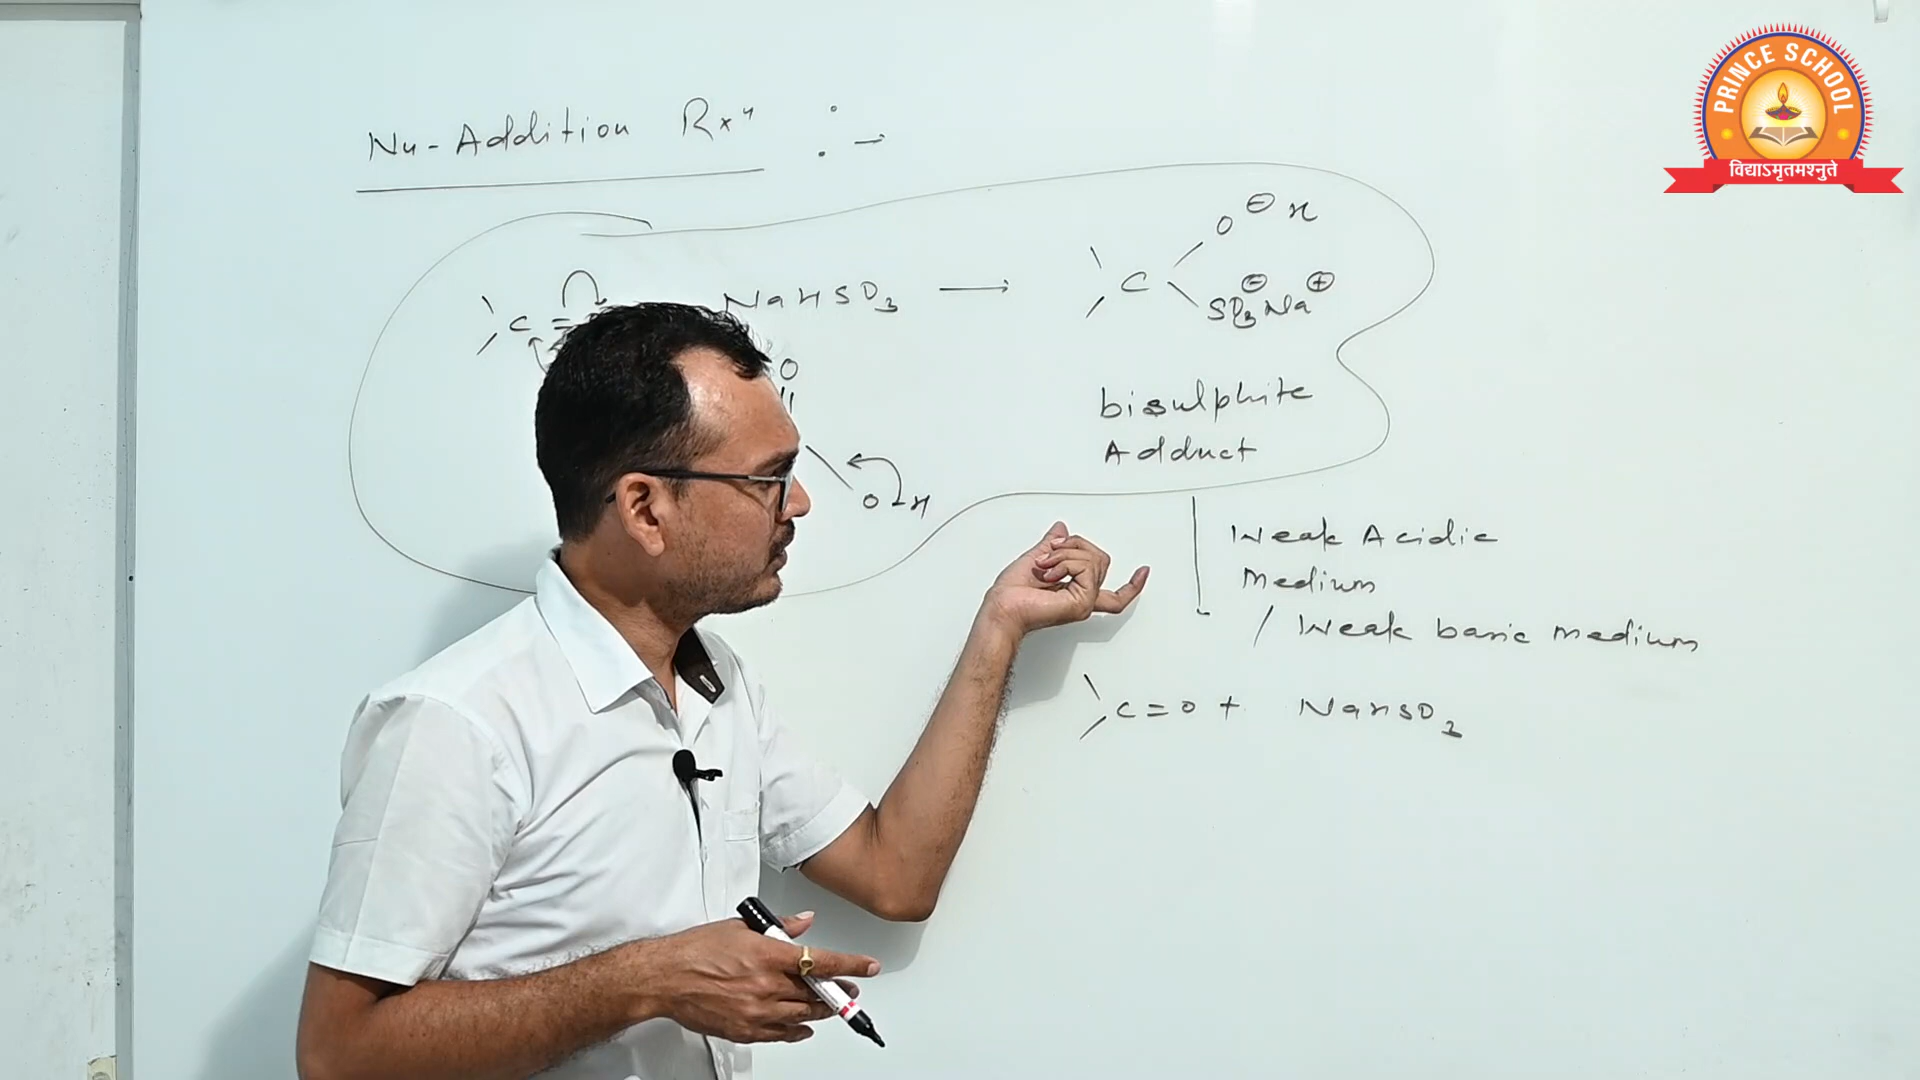 PRINCE SCHOOL
विद्याऽमृतमश्नुते
Nu-Addition Rxⁿ :→
C= NaHSO₃ → C O⊖ H
SO₃⊖ Na⊕
O
O-H
bisulphite
Adduct
Weak Acidic
Medium
/ Weak basic medium
C=O + NaHSO₃